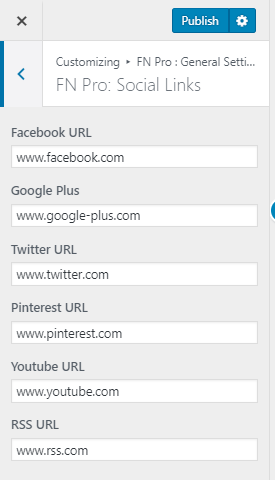 Publish
Customizing ▸ FN Pro : General Setti...
FN Pro: Social Links
Facebook URL
www.facebook.com
Google Plus
www.google-plus.com
Twitter URL
www.twitter.com
Pinterest URL
www.pinterest.com
Youtube URL
www.youtube.com
RSS URL
www.rss.com